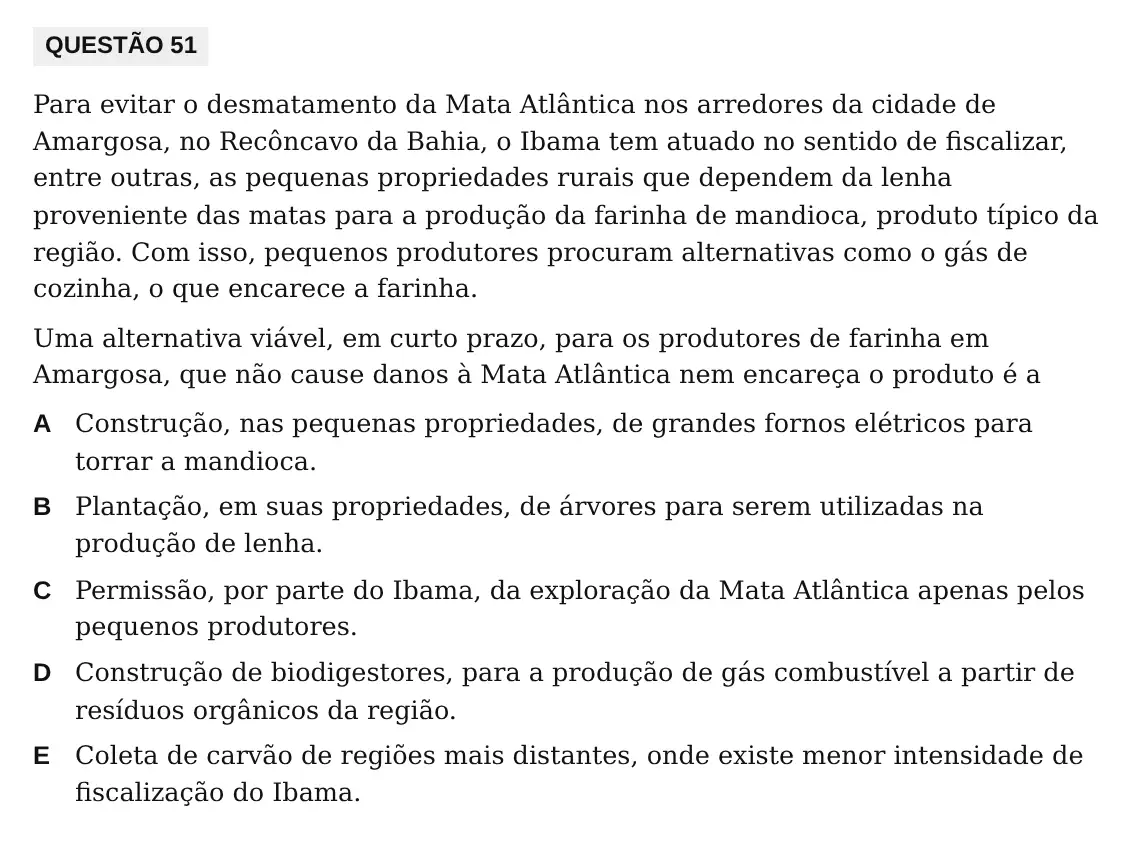 QUESTÃO 51
Para evitar o desmatamento da Mata Atlântica nos arredores da cidade de
Amargosa, no Recôncavo da Bahia, o Ibama tem atuado no sentido de fiscalizar,
entre outras, as pequenas propriedades rurais que dependem da lenha
proveniente das matas para a produção da farinha de mandioca, produto típico da
região. Com isso, pequenos produtores procuram alternativas como o gás de
cozinha, o que encarece a farinha.
Uma alternativa viável, em curto prazo, para os produtores de farinha em
Amargosa, que não cause danos à Mata Atlântica nem encareça o produto é a
A Construção, nas pequenas propriedades, de grandes fornos elétricos para
torrar a mandioca.
B Plantação, em suas propriedades, de árvores para serem utilizadas na
produção de lenha.
C Permissão, por parte do Ibama, da exploração da Mata Atlântica apenas pelos
pequenos produtores.
D Construção de biodigestores, para a produção de gás combustível a partir de
resíduos orgânicos da região.
E Coleta de carvão de regiões mais distantes, onde existe menor intensidade de
fiscalização do Ibama.